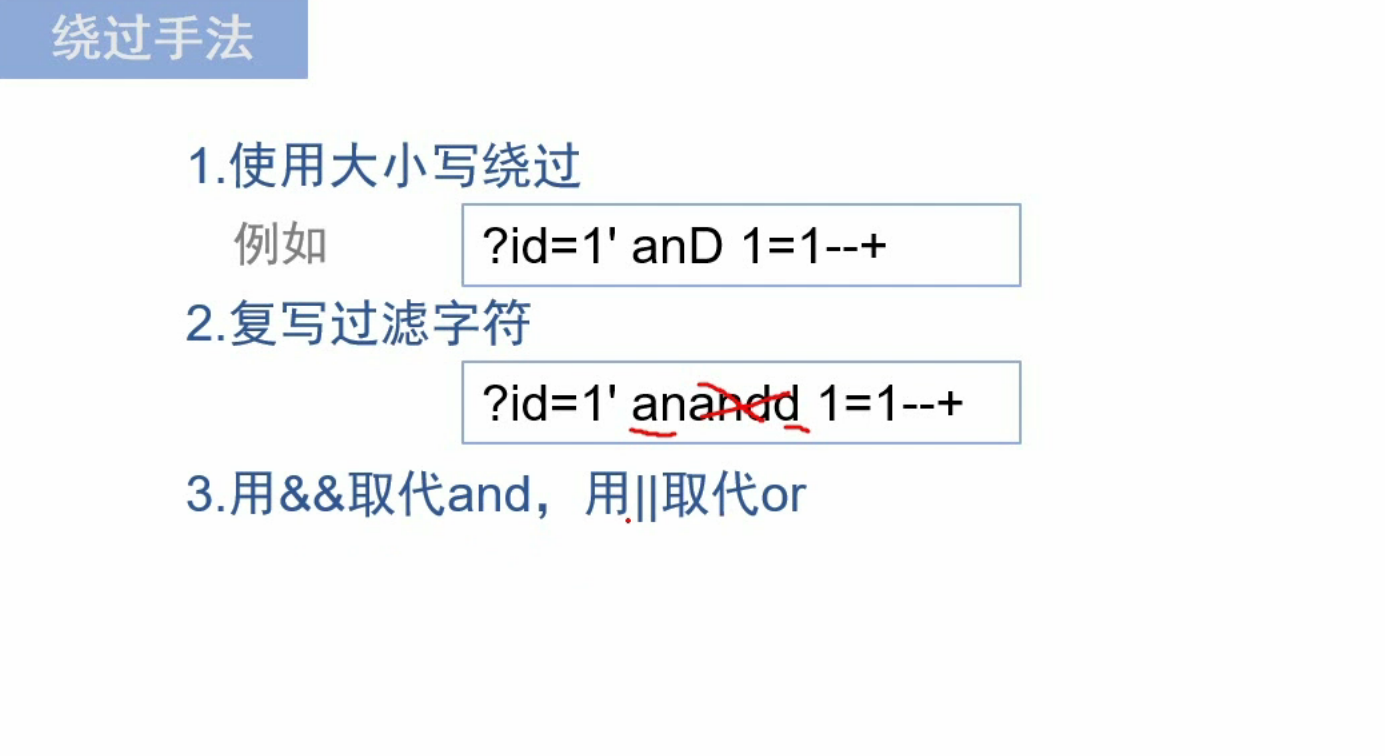 绕过手法
1.使用大小写绕过
例如 ?id=1' anD 1=1--+
2.复写过滤字符
?id=1' anandd 1=1--+
3.用&&取代and，用||取代or